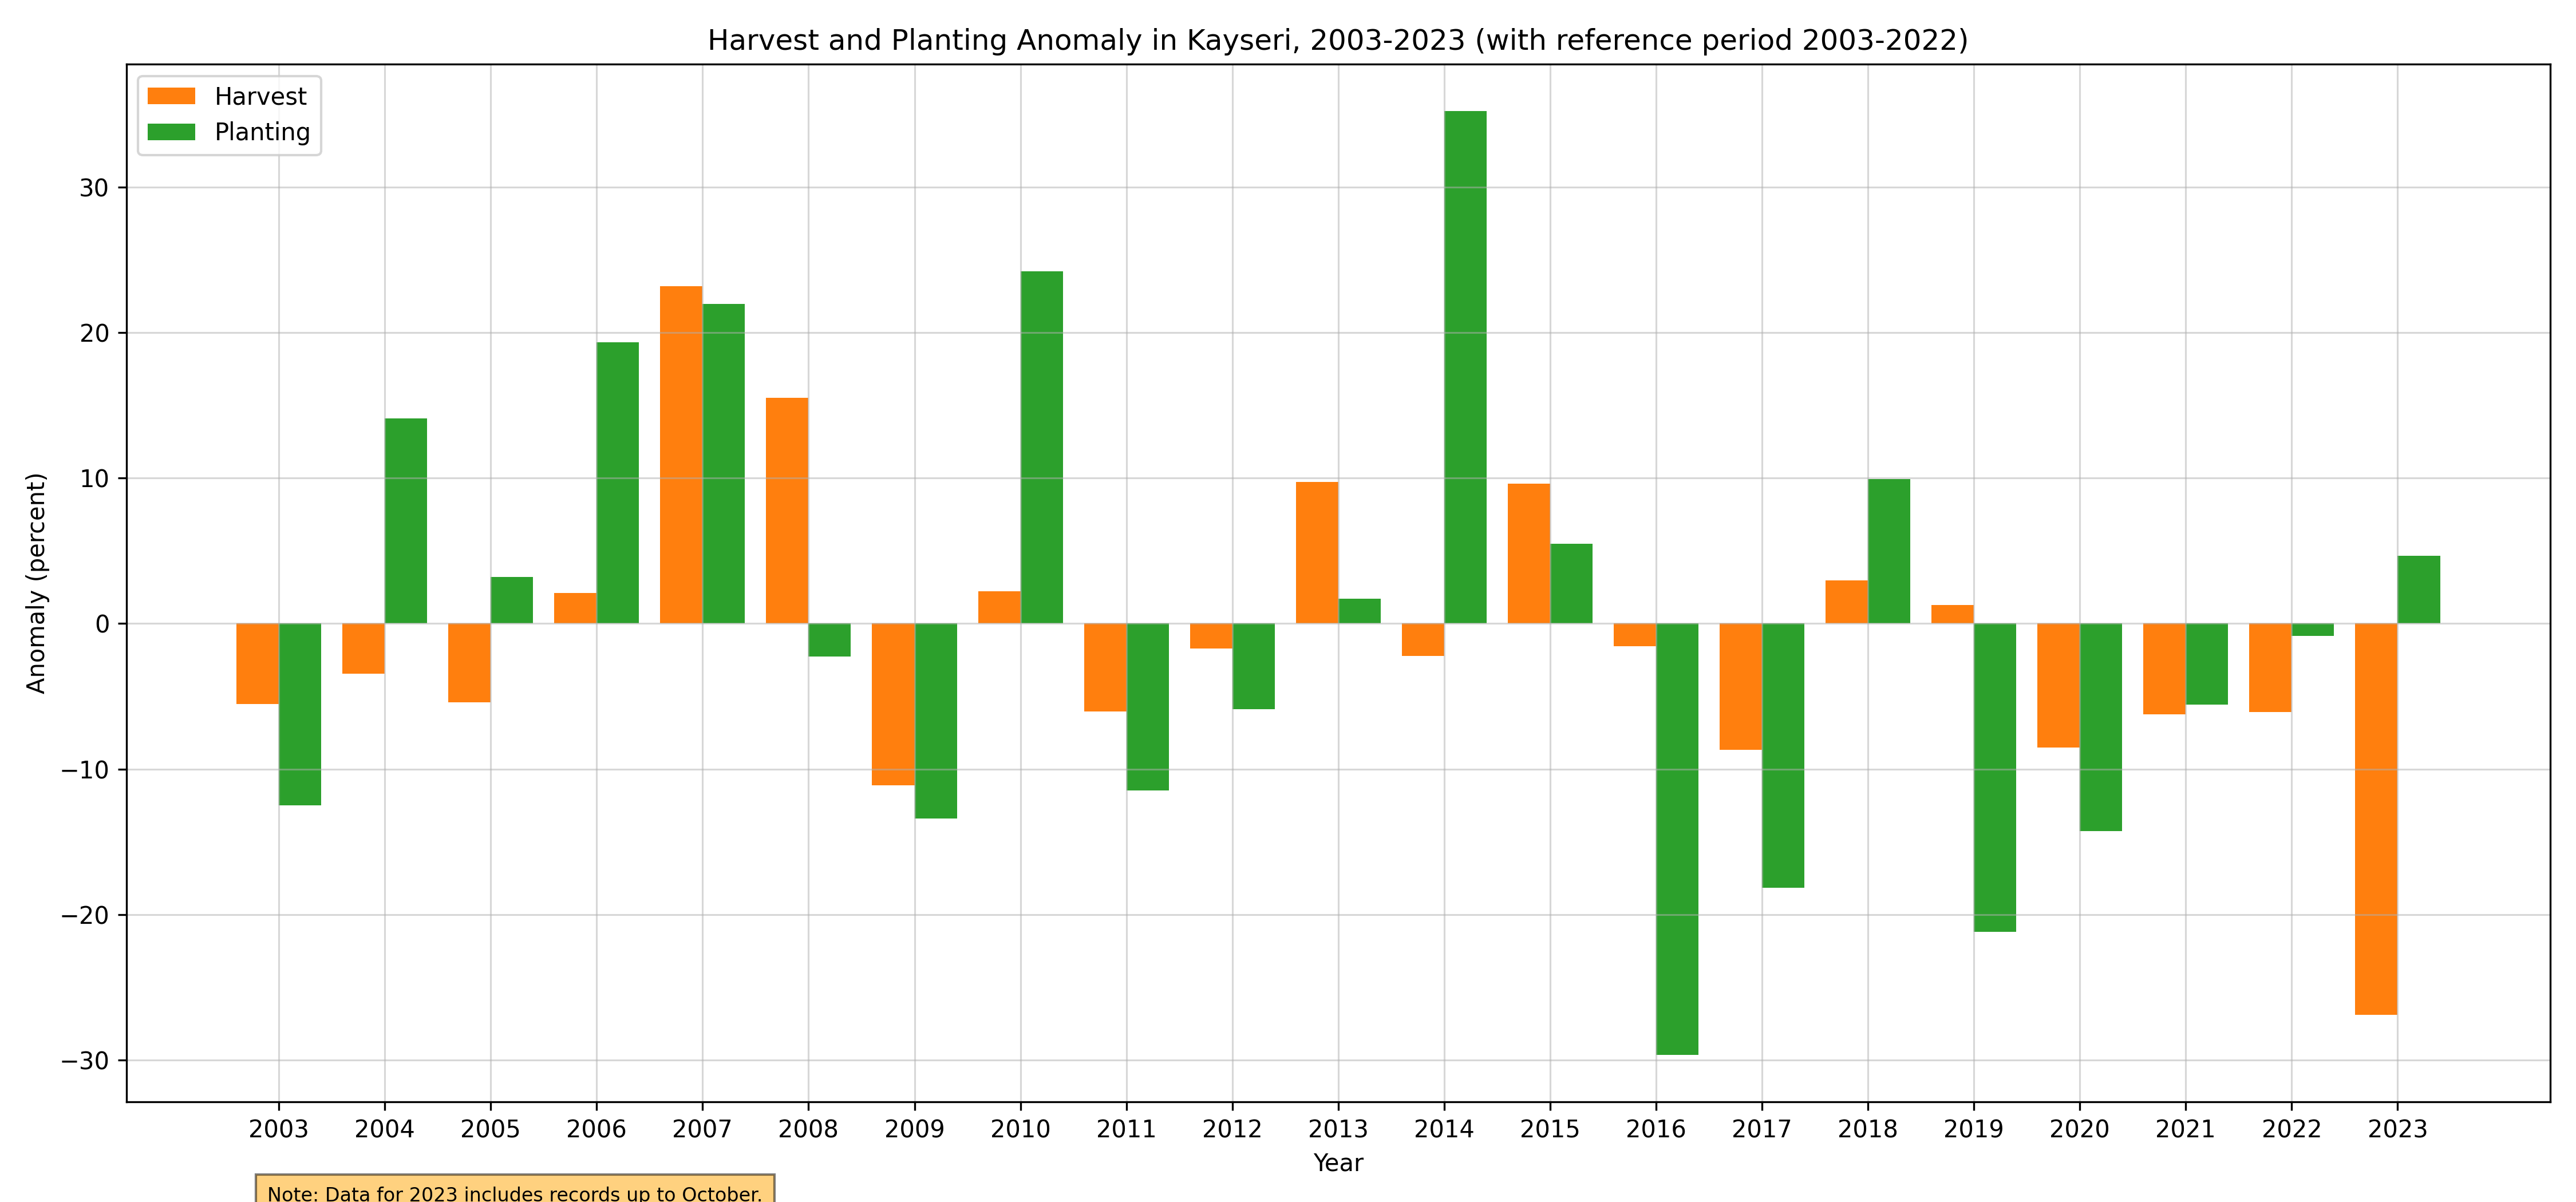 Harvest and Planting Anomaly in Kayseri, 2003-2023 (with reference period 2003-2022)
Harvest
Planting
Anomaly (percent)
30
20
10
0
−10
−20
−30
2003 2004 2005 2006 2007 2008 2009 2010 2011 2012 2013 2014 2015 2016 2017 2018 2019 2020 2021 2022 2023
Year
Note: Data for 2023 includes records up to October.